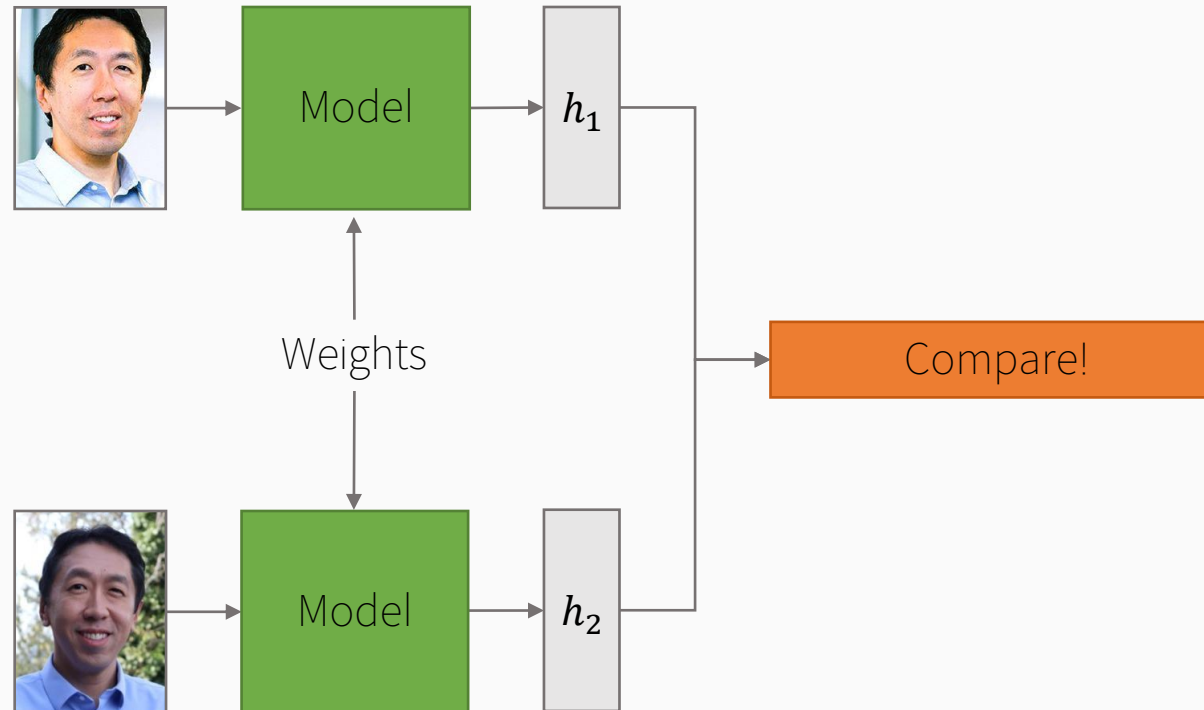 Model
h₁
Weights
Compare!
Model
h₂